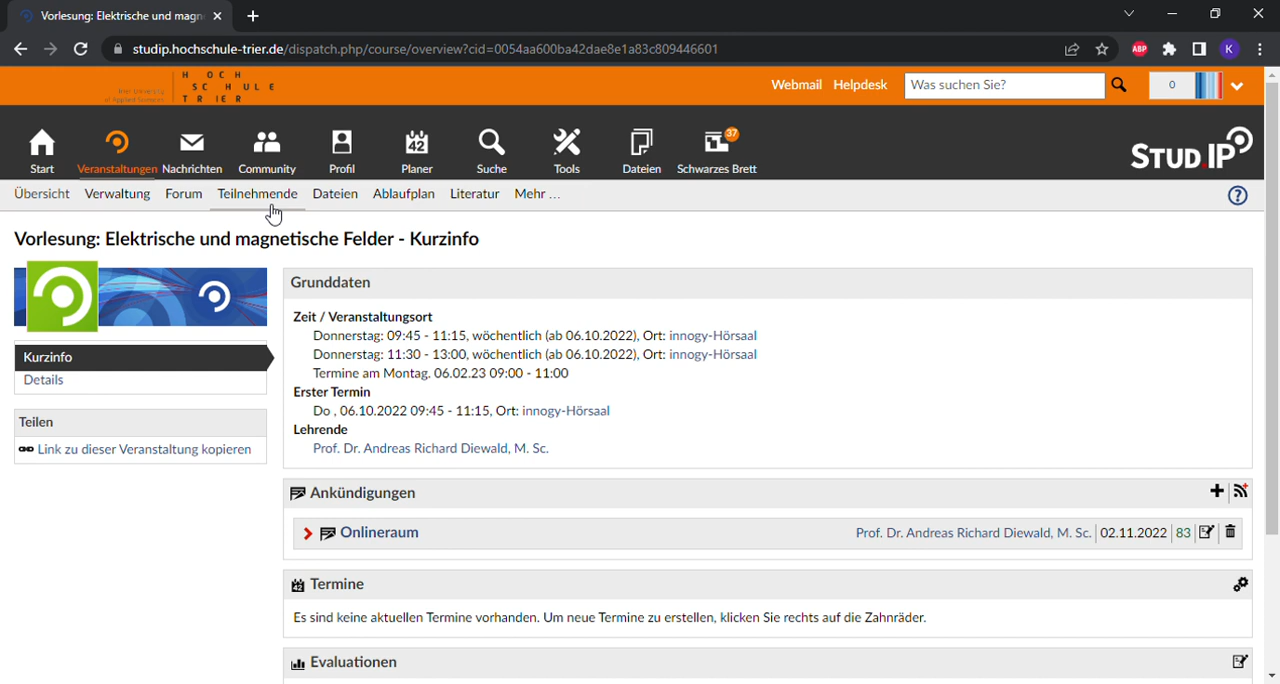 Vorlesung: Elektrische und magn
studip.hochschule-trier.de/dispatch.php/course/overview?cid=0054aa600ba42dae8e1a83c809446601
ABP
K
H O C H
S C H U L E
T R I E R
Webmail Helpdesk
Was suchen Sie?
0
37
42
Start Veranstaltungen Nachrichten Community Profil Planer Suche Tools Dateien Schwarzes Brett
STUD.IP
Übersicht Verwaltung Forum Teilnehmende Dateien Ablaufplan Literatur Mehr ...
?
Vorlesung: Elektrische und magnetische Felder - Kurzinfo
Kurzinfo
Details
Teilen
Link zu dieser Veranstaltung kopieren
Grunddaten
Zeit / Veranstaltungsort
Donnerstag: 09:45 - 11:15, wöchentlich (ab 06.10.2022), Ort: innogy-Hörsaal
Donnerstag: 11:30 - 13:00, wöchentlich (ab 06.10.2022), Ort: innogy-Hörsaal
Termine am Montag. 06.02.23 09:00 - 11:00
Erster Termin
Do , 06.10.2022 09:45 - 11:15, Ort: innogy-Hörsaal
Lehrende
Prof. Dr. Andreas Richard Diewald, M. Sc.
Ankündigungen
Onlineraum Prof. Dr. Andreas Richard Diewald, M. Sc. 02.11.2022 83
Termine
Es sind keine aktuellen Termine vorhanden. Um neue Termine zu erstellen, klicken Sie rechts auf die Zahnräder.
Evaluationen